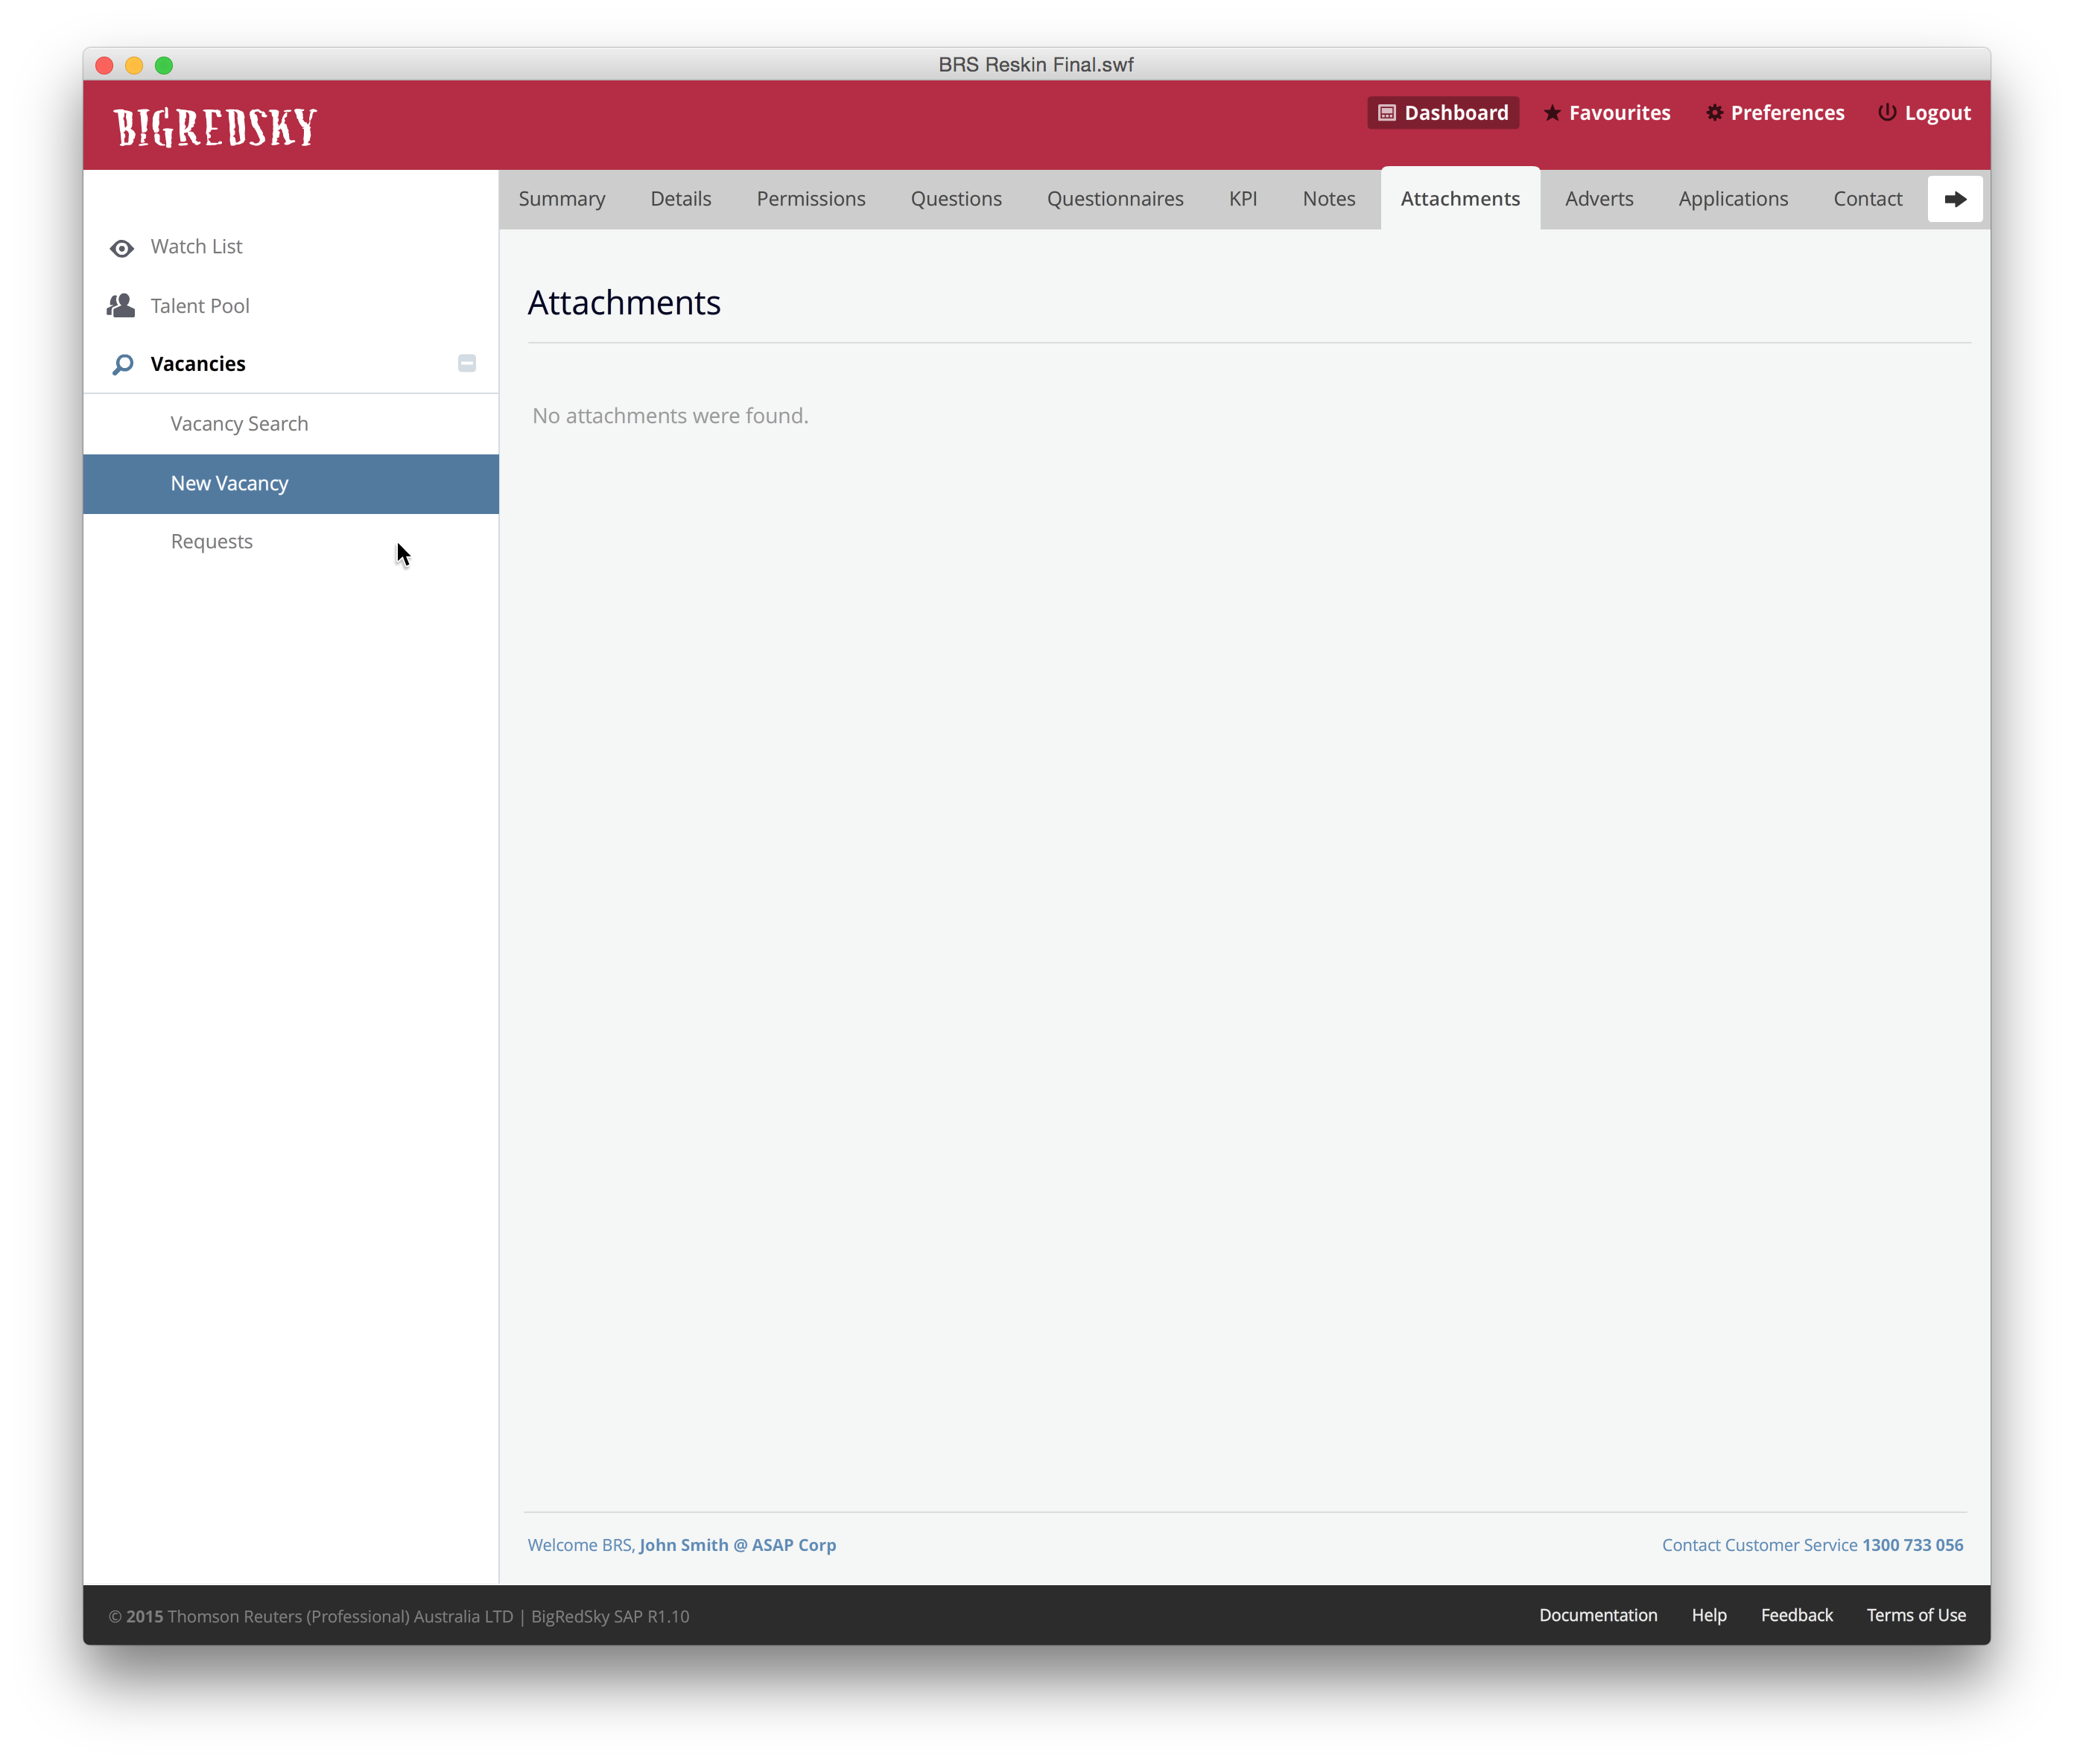 BRS Reskin Final.swf
BIGREDSKY
Dashboard Favourites Preferences Logout
Summary Details Permissions Questions Questionnaires KPI Notes Attachments Adverts Applications Contact
Watch List
Talent Pool
Vacancies
Vacancy Search
New Vacancy
Requests
Attachments
No attachments were found.
Welcome BRS, John Smith @ ASAP Corp
Contact Customer Service 1300 733 056
© 2015 Thomson Reuters (Professional) Australia LTD | BigRedSky SAP R1.10
Documentation Help Feedback Terms of Use